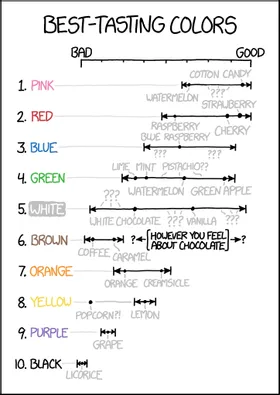 BEST-TASTING COLORS
BAD GOOD
COTTON CANDY
1. PINK
WATERMELON ???
STRAWBERRY
2. RED
RASPBERRY CHERRY
BLUE RASPBERRY
3. BLUE
??? ???
LIME MINT PISTACHIO??
4. GREEN
WATERMELON GREEN APPLE
???
5. WHITE
WHITE CHOCOLATE ??? VANILLA ???
6. BROWN ? [HOWEVER YOU FEEL ABOUT CHOCOLATE] ?
COFFEE
CARAMEL
7. ORANGE
ORANGE CREAMSICLE
8. YELLOW
POPCORN?! LEMON
9. PURPLE
GRAPE
10. BLACK
LICORICE